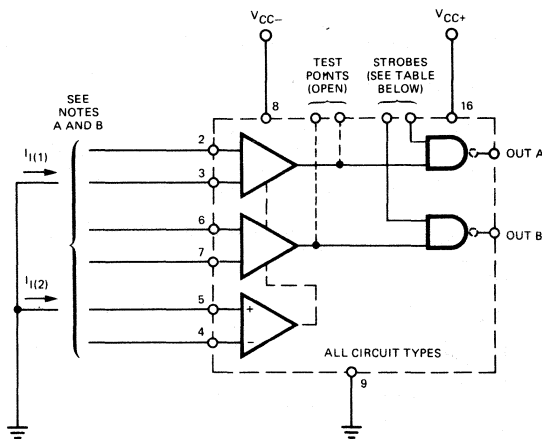 VCC−
VCC+
TEST
POINTS
(OPEN)
STROBES
(SEE TABLE
BELOW)
8
16
SEE
NOTES
A AND B
II(1)
2
3
OUT A
6
7
OUT B
II(2)
5
+
4
−
ALL CIRCUIT TYPES
9